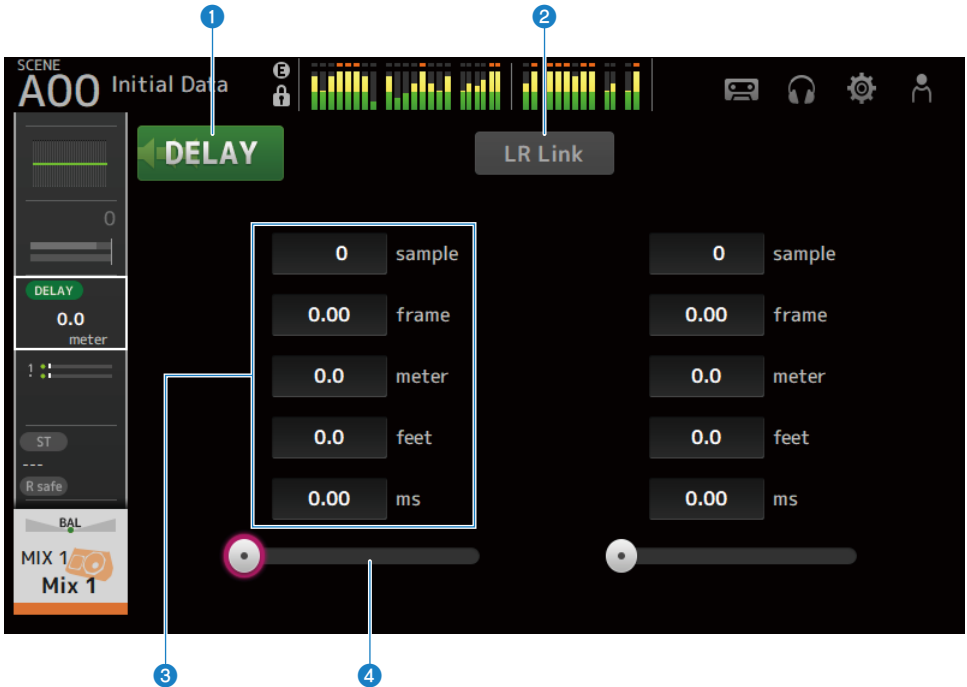 1 2
SCENE
A00 Initial Data E
DELAY LR Link
0
0 sample 0 sample
DELAY
0.0
meter
0.00 frame 0.00 frame
1
0.0 meter 0.0 meter
ST
---
0.0 feet 0.0 feet
R safe
0.00 ms 0.00 ms
BAL
MIX 1
Mix 1
3 4